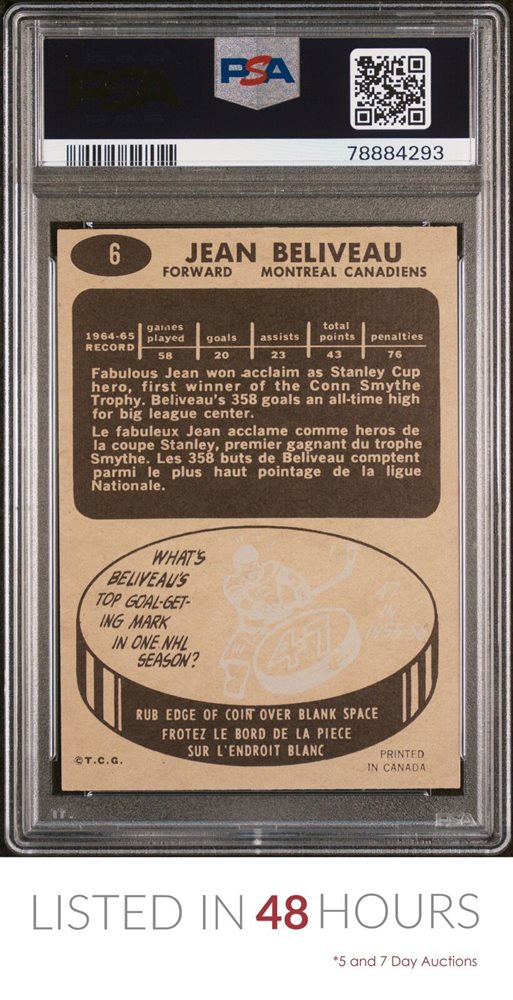 PSA
PSA
78884293
6
JEAN BELIVEAU
FORWARD MONTREAL CANADIENS
1964-65 RECORD games played goals assists total points penalties
58 20 23 43 76
Fabulous Jean won acclaim as Stanley Cup
hero, first winner of the Conn Smythe
Trophy. Beliveau's 358 goals an all-time high
for big league center.
Le fabuleux Jean acclame comme heros de
la coupe Stanley, premier gagnant du trophe
Smythe. Les 358 buts de Beliveau comptent
parmi le plus haut pointage de la ligue
Nationale.
WHAT'S
BELIVEAU'S
TOP GOAL-GET-
ING MARK
IN ONE NHL
SEASON?
47
RUB EDGE OF COIN OVER BLANK SPACE
FROTEZ LE BORD DE LA PIECE
SUR L'ENDROIT BLANC
©T.C.G.
PRINTED
IN CANADA
PSA
LISTED IN 48 HOURS
*5 and 7 Day Auctions